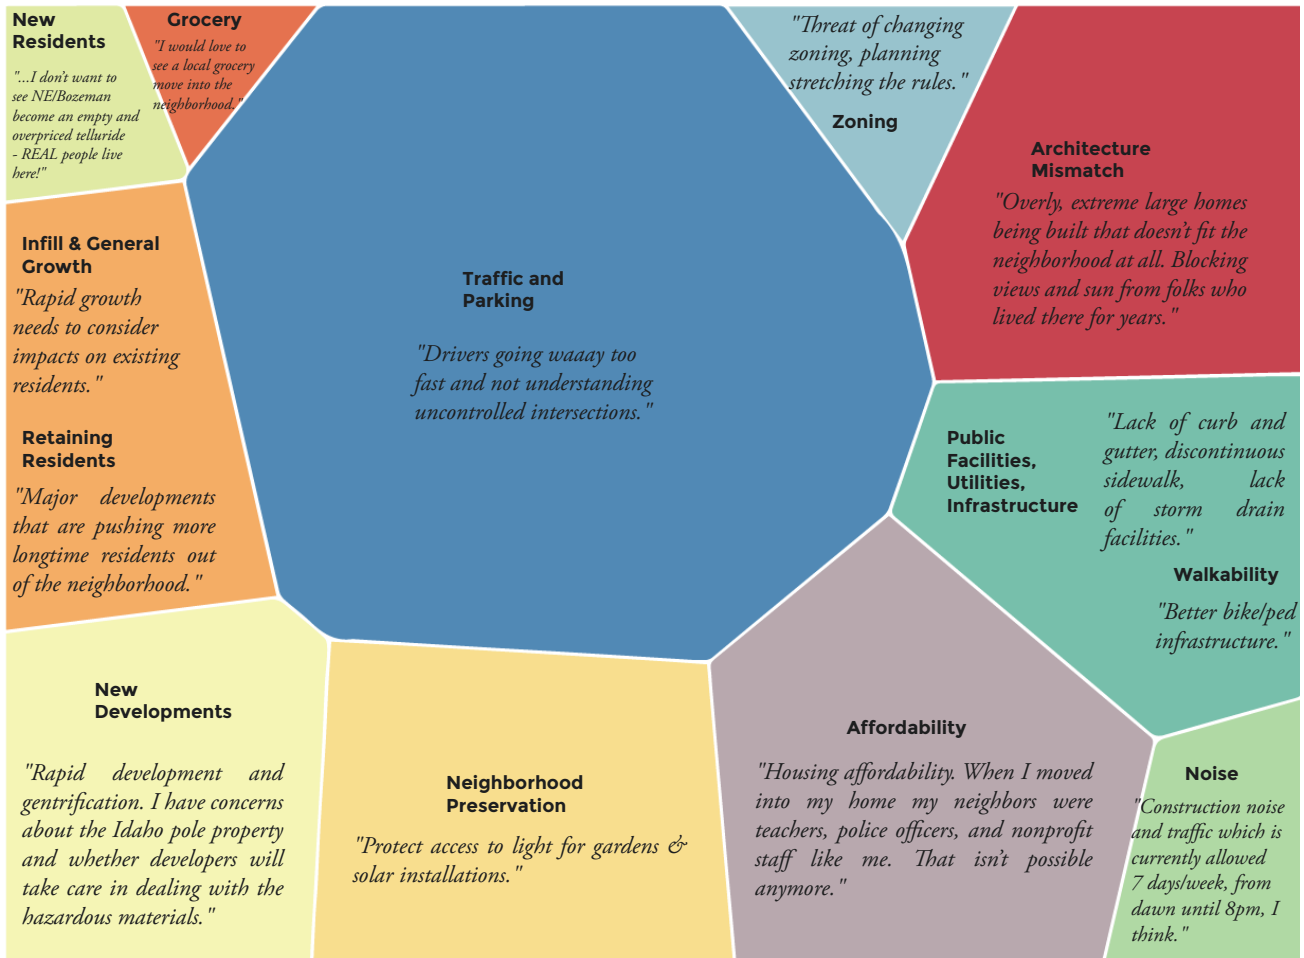 New
Residents
"...I don't want to
see NE/Bozeman
become an empty and
overpriced telluride
- REAL people live
here!"
Grocery
"I would love to
see a local grocery
move into the
neighborhood."
"Threat of changing
zoning, planning
stretching the rules."
Zoning
Architecture
Mismatch
"Overly, extreme large homes
being built that doesn't fit the
neighborhood at all. Blocking
views and sun from folks who
lived there for years."
Infill & General
Growth
"Rapid growth
needs to consider
impacts on existing
residents."
Retaining
Residents
"Major developments
that are pushing more
longtime residents out
of the neighborhood."
Traffic and
Parking
"Drivers going waaay too
fast and not understanding
uncontrolled intersections."
Public
Facilities,
Utilities,
Infrastructure
"Lack of curb and
gutter, discontinuous
sidewalk, lack
of storm drain
facilities."
Walkability
"Better bike/ped
infrastructure."
New
Developments
"Rapid development and
gentrification. I have concerns
about the Idaho pole property
and whether developers will
take care in dealing with the
hazardous materials."
Neighborhood
Preservation
"Protect access to light for gardens &
solar installations."
Affordability
"Housing affordability. When I moved
into my home my neighbors were
teachers, police officers, and nonprofit
staff like me. That isn't possible
anymore."
Noise
"Construction noise
and traffic which is
currently allowed
7 days/week, from
dawn until 8pm, I
think."